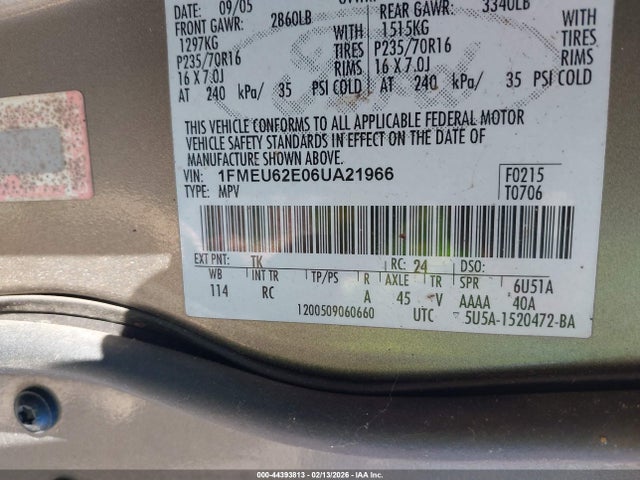 DATE: 09/05
FRONT GAWR: 2860LB REAR GAWR: 3340LB
1297KG 1515KG
P235/70R16 TIRES P235/70R16 TIRES
16 X 7.0J RIMS 16 X 7.0J RIMS
AT 240 kPa/ 35 PSI COLD AT 240 kPa/ 35 PSI COLD
THIS VEHICLE CONFORMS TO ALL APPLICABLE FEDERAL MOTOR
VEHICLE SAFETY STANDARDS IN EFFECT ON THE DATE OF
MANUFACTURE SHOWN ABOVE.
VIN: 1FMEU62E06UA21966 F0215
TYPE: MPV T0706
EXT PNT: TK RC: 24 DSO:
WB INT TR TP/PS R AXLE TR SPR 6U51A
114 RC A 45 V AAAA 40A
1200509060660 UTC 5U5A-1520472-BA
000-44393813 - 02/13/2026 - IAA Inc.